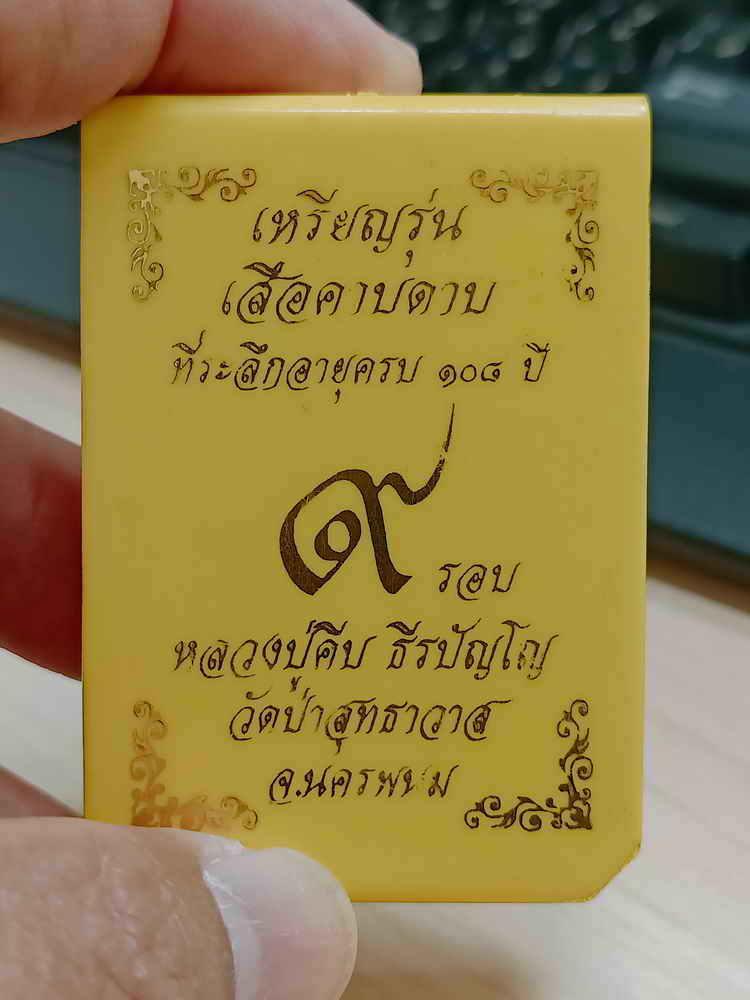 เหรียญรุ่น
เสือคาบดาบ
ที่ระลึกอายุครบ ๑๐๘ ปี
๙ รอบ
หลวงปู่คีบ ธีรปัญโญ
วัดป่าสุทธาวาส
จ.นครพนม